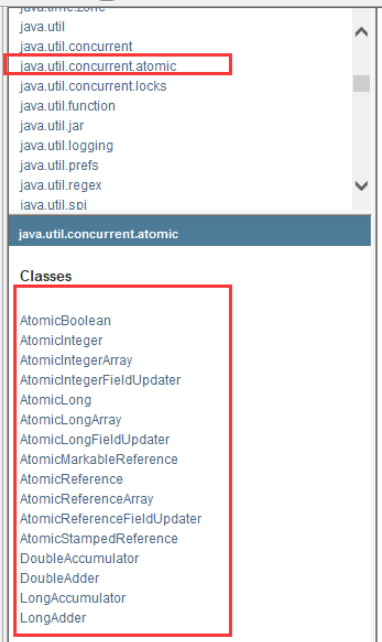 java.time.zone
java.util
java.util.concurrent
java.util.concurrent.atomic
java.util.concurrent.locks
java.util.function
java.util.jar
java.util.logging
java.util.prefs
java.util.regex
java.util.spi
java.util.concurrent.atomic
Classes
AtomicBoolean
AtomicInteger
AtomicIntegerArray
AtomicIntegerFieldUpdater
AtomicLong
AtomicLongArray
AtomicLongFieldUpdater
AtomicMarkableReference
AtomicReference
AtomicReferenceArray
AtomicReferenceFieldUpdater
AtomicStampedReference
DoubleAccumulator
DoubleAdder
LongAccumulator
LongAdder